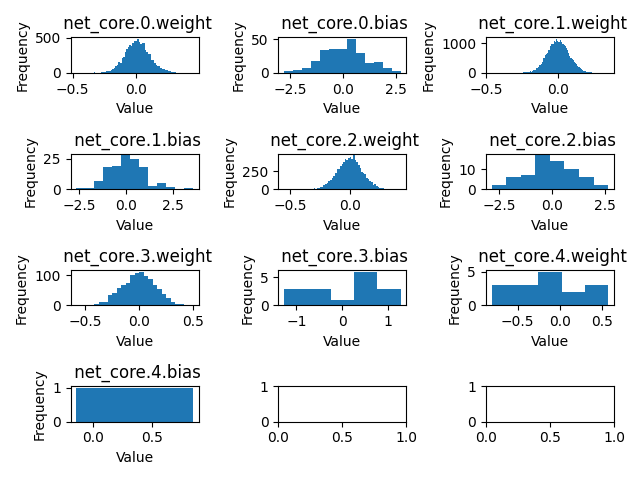 net_core.0.weight
Frequency
500
0
−0.5
0.0
Value
net_core.0.bias
Frequency
50
0
−2.5
0.0
2.5
Value
net_core.1.weight
Frequency
1000
0
−0.5
0.0
Value
net_core.1.bias
Frequency
25
0
−2.5
0.0
2.5
Value
net_core.2.weight
Frequency
250
0
−0.5
0.0
Value
net_core.2.bias
Frequency
10
0
−2.5
0.0
2.5
Value
net_core.3.weight
Frequency
100
0
−0.5
0.0
0.5
Value
net_core.3.bias
Frequency
5
0
−1
0
1
Value
net_core.4.weight
Frequency
5
0
−0.5
0.0
0.5
Value
net_core.4.bias
Frequency
1
0
0.0
0.5
Value
1
0
0.0
0.5
1.0
1
0
0.0
0.5
1.0